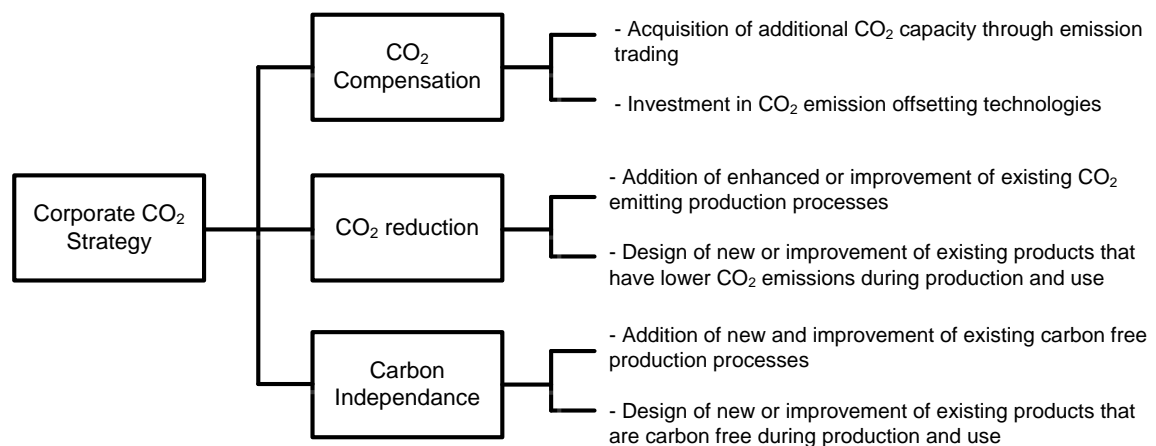 Corporate CO₂
Strategy
CO₂
Compensation
- Acquisition of additional CO₂ capacity through emission
trading
- Investment in CO₂ emission offsetting technologies
CO₂ reduction
- Addition of enhanced or improvement of existing CO₂
emitting production processes
- Design of new or improvement of existing products that
have lower CO₂ emissions during production and use
Carbon
Independance
- Addition of new and improvement of existing carbon free
production processes
- Design of new or improvement of existing products that
are carbon free during production and use